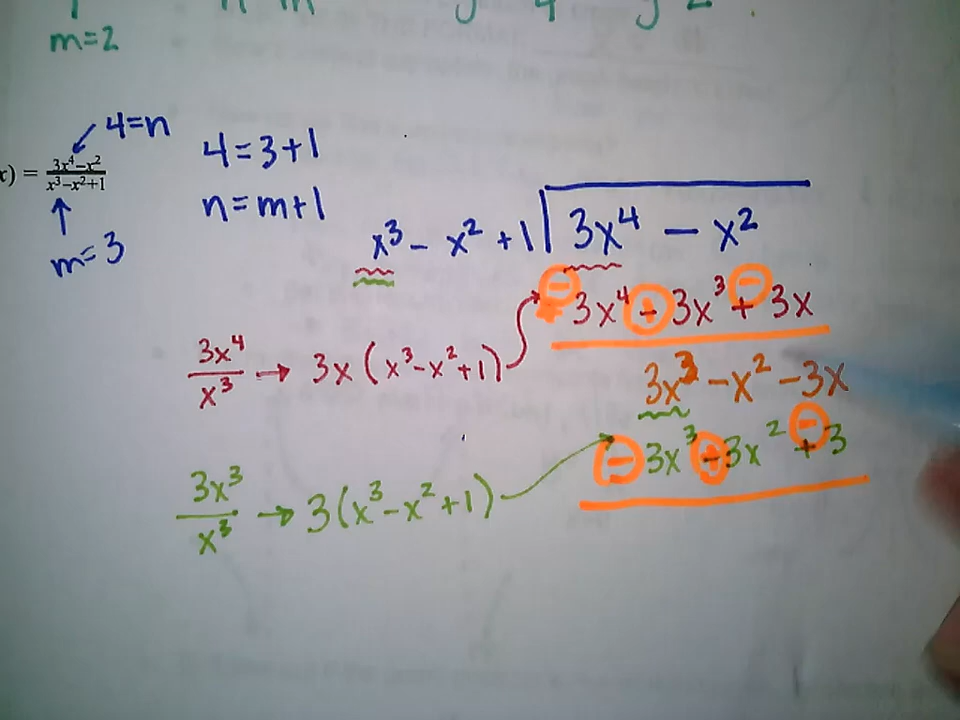 m=2
4=n
x) = 3x⁴−x² / x³−x²+1
m=3
4=3+1
n=m+1
x³ − x² +1 ) 3x⁴ − x²
− 3x⁴ + 3x³ − + 3x
3x⁴ / x³ → 3x (x³−x²+1)
3x³ −x² −3x
− 3x³ + 3x² − + 3
3x³ / x³ → 3(x³−x²+1)